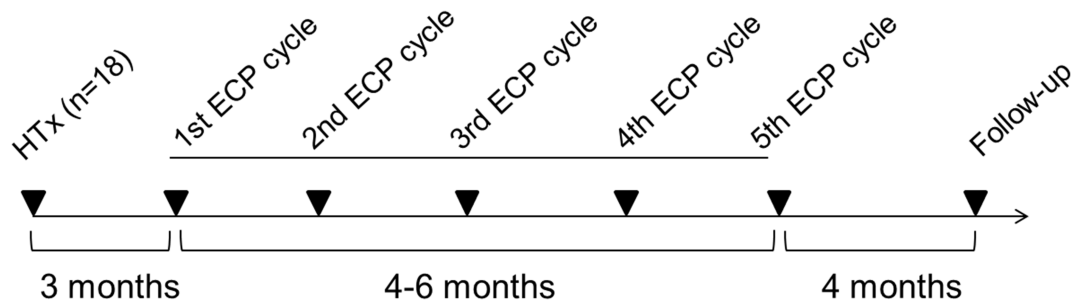 HTx (n=18)
1st ECP cycle
2nd ECP cycle
3rd ECP cycle
4th ECP cycle
5th ECP cycle
Follow-up
3 months
4-6 months
4 months